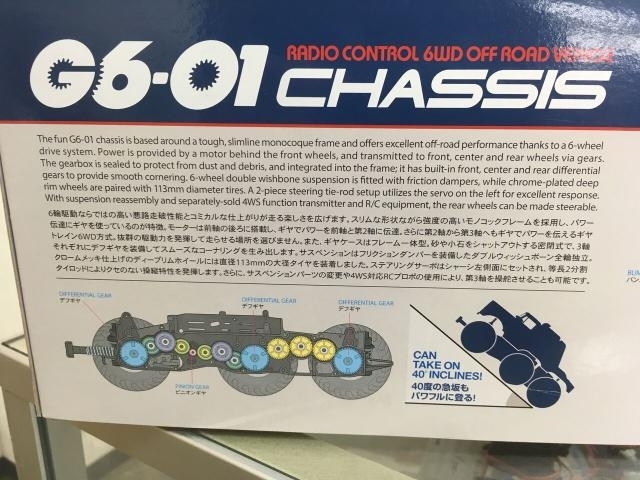 RADIO CONTROL 6WD OFF ROAD VEHICLE
G6-01 CHASSIS
The fun G6-01 chassis is based around a tough, slimline monocoque frame and offers excellent off-road performance thanks to a 6-wheel
drive system. Power is provided by a motor behind the front wheels, and transmitted to front, center and rear wheels via gears.
The gearbox is sealed to protect from dust and debris, and integrated into the frame; it has built-in front, center and rear differential
gears to provide smooth cornering. 6-wheel double wishbone suspension is fitted with friction dampers, while chrome-plated deep
rim wheels are paired with 113mm diameter tires. A 2-piece steering tie-rod setup utilizes the servo on the left for excellent response.
With suspension reassembly and separately-sold 4WS function transmitter and R/C equipment, the rear wheels can be made steerable.
6輪駆動ならではの高い悪路走破性能とコミカルな仕上がりが走る楽しさを広げます。スリムな形状ながら強度の高いモノコックフレームを採用し、パワー
伝達にギヤを使っているのが特徴。モーターは前軸の後ろに搭載し、ギヤでパワーを前軸と第2軸に伝達。さらに第2軸から第3軸へもギヤでパワーを伝えるギヤ
トレイン6WD方式。抜群の駆動力を発揮して走らせる場所を選びません。また、ギヤケースはフレーム一体型。砂や小石をシャットアウトする密閉式で、3軸
それぞれにデフギヤを装備してスムーズなコーナリングを生み出します。サスペンションはフリクションダンパーを装備したダブルウィッシュボーン全輪独立。
クロームメッキ仕上げのディープリムホイールには直径113mmの大径タイヤを装着しました。ステアリングサーボはシャーシ左側面にセットされ、等長2分割
タイロッドによりクセのない操縦特性を発揮します。さらに、サスペンションパーツの変更や4WS対応RCプロポの使用により、第3軸を操舵させることも可能です。
DIFFERENTIAL GEAR
デフギヤ
DIFFERENTIAL GEAR
デフギヤ
DIFFERENTIAL GEAR
デフギヤ
PINION GEAR
ピニオンギヤ
CAN
TAKE ON
40° INCLINES!
40度の急坂も
パワフルに登る!